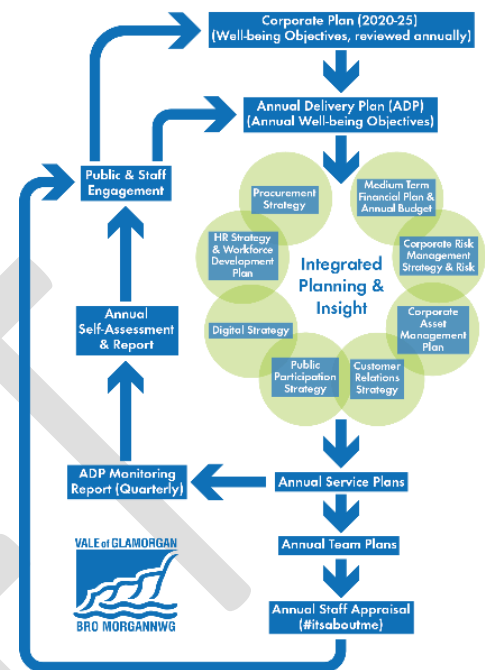 Corporate Plan (2020-25)
(Well-being Objectives, reviewed annually)
Annual Delivery Plan (ADP)
(Annual Well-being Objectives)
Public & Staff
Engagement
Procurement
Strategy
Medium Term
Financial Plan &
Annual Budget
HR Strategy
& Workforce
Development
Plan
Corporate Risk
Management
Strategy & Risk
Integrated
Planning &
Insight
Digital Strategy
Corporate
Asset
Management
Plan
Public
Participation
Strategy
Customer
Relations
Strategy
Annual
Self-Assessment
& Report
ADP Monitoring
Report (Quarterly)
Annual Service Plans
Annual Team Plans
Annual Staff Appraisal
(#itsaboutme)
VALE of GLAMORGAN
BRO MORGANNWG